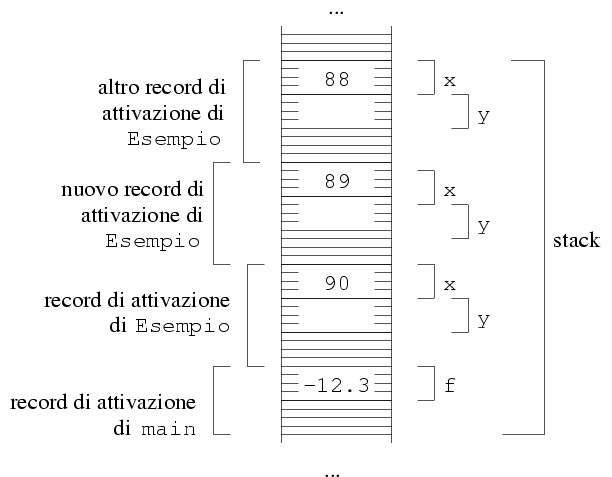 ...
altro record di
attivazione di
Esempio
88
x
y
nuovo record di
attivazione di
Esempio
89
x
y
stack
record di attivazione
di Esempio
90
x
y
record di attivazione
di main
-12.3
f
...